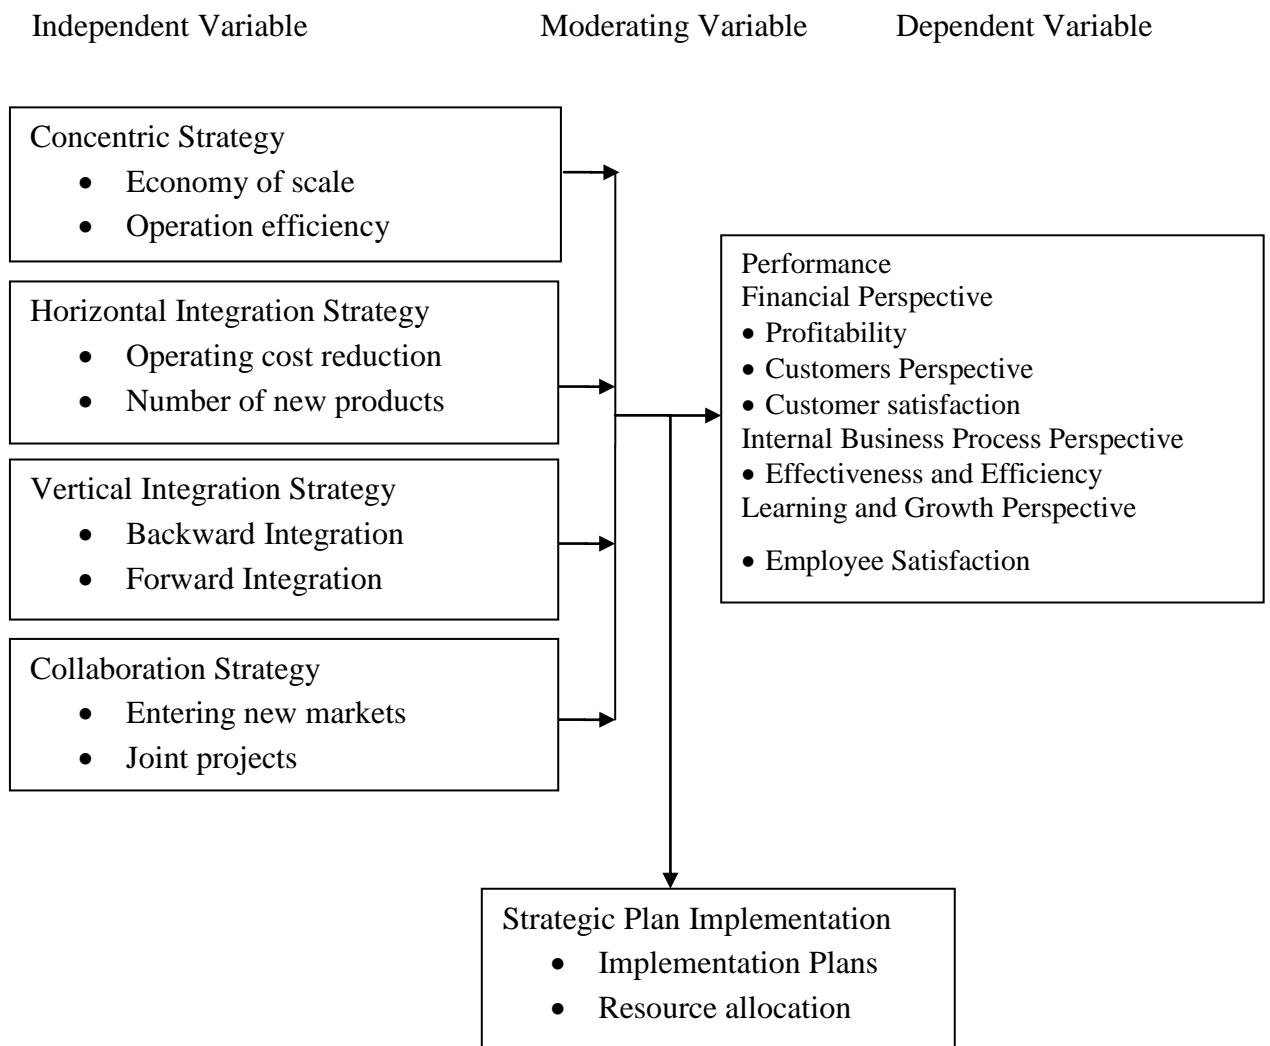 Independent Variable
Moderating Variable
Dependent Variable
Concentric Strategy
• Economy of scale
• Operation efficiency
Horizontal Integration Strategy
• Operating cost reduction
• Number of new products
Vertical Integration Strategy
• Backward Integration
• Forward Integration
Collaboration Strategy
• Entering new markets
• Joint projects
Performance
Financial Perspective
• Profitability
• Customers Perspective
• Customer satisfaction
Internal Business Process Perspective
• Effectiveness and Efficiency
Learning and Growth Perspective
• Employee Satisfaction
Strategic Plan Implementation
• Implementation Plans
• Resource allocation